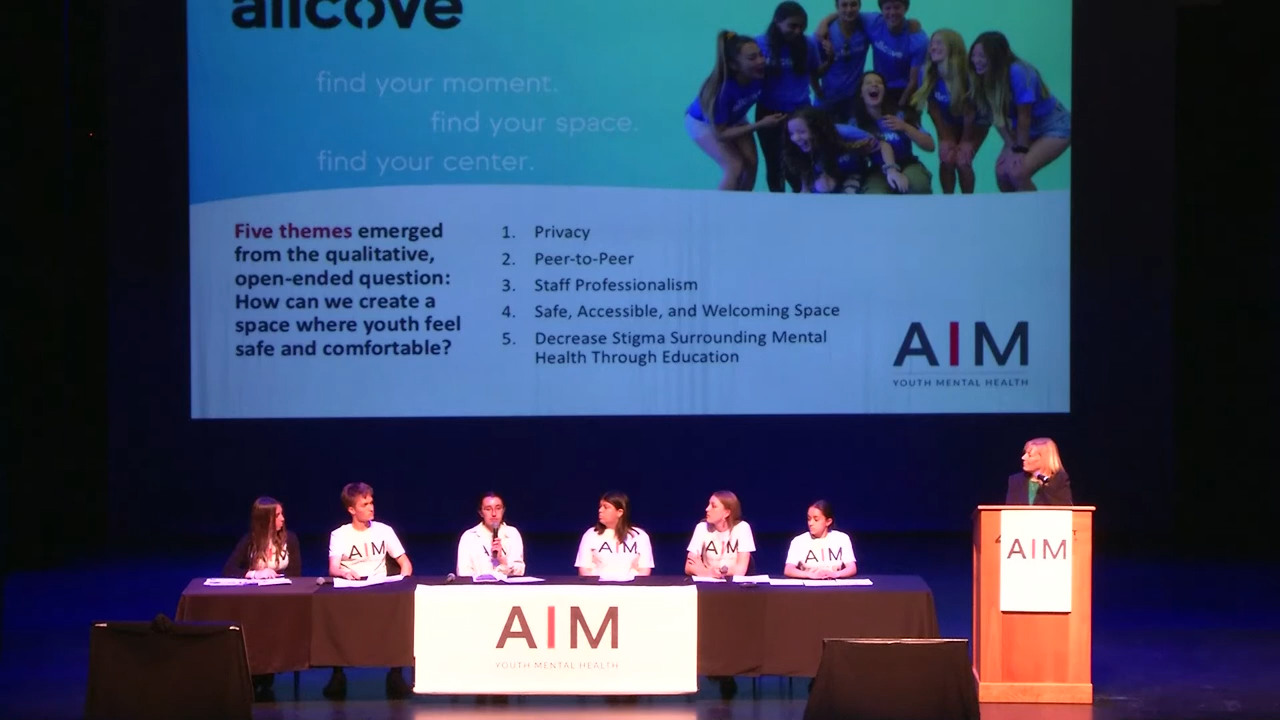 allcove
find your moment.
find your space.
find your center.
Five themes emerged
from the qualitative,
open-ended question:
How can we create a
space where youth feel
safe and comfortable?
1. Privacy
2. Peer-to-Peer
3. Staff Professionalism
4. Safe, Accessible, and Welcoming Space
5. Decrease Stigma Surrounding Mental
Health Through Education
AIM
YOUTH MENTAL HEALTH
AIM
AIM
AIM
AIM
AIM
AIM
YOUTH MENTAL HEALTH
AIM